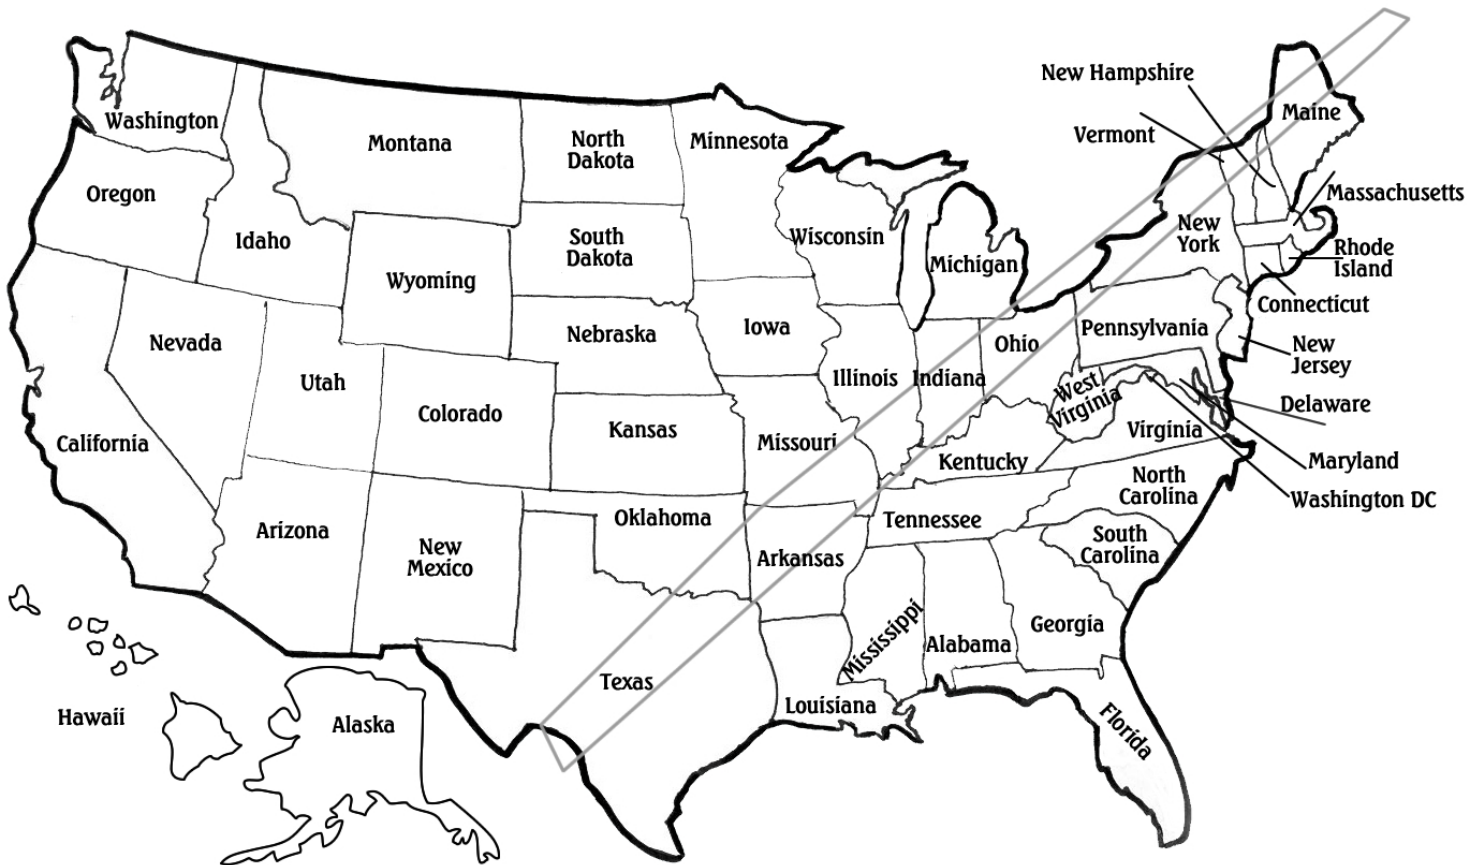 New Hampshire
Washington
Montana
North
Dakota
Minnesota
Vermont
Maine
Oregon
Idaho
Wyoming
South
Dakota
Wisconsin
Michigan
New
York
Massachusetts
Rhode
Island
Connecticut
Nevada
Utah
Colorado
Nebraska
Iowa
Illinois
Indiana
Ohio
Pennsylvania
New
Jersey
Delaware
California
Kansas
Missouri
West
Virginia
Virginia
Kentucky
Maryland
Washington DC
Arizona
New
Mexico
Oklahoma
Arkansas
Tennessee
North
Carolina
South
Carolina
Texas
Louisiana
Mississippi
Alabama
Georgia
Florida
Hawaii
Alaska